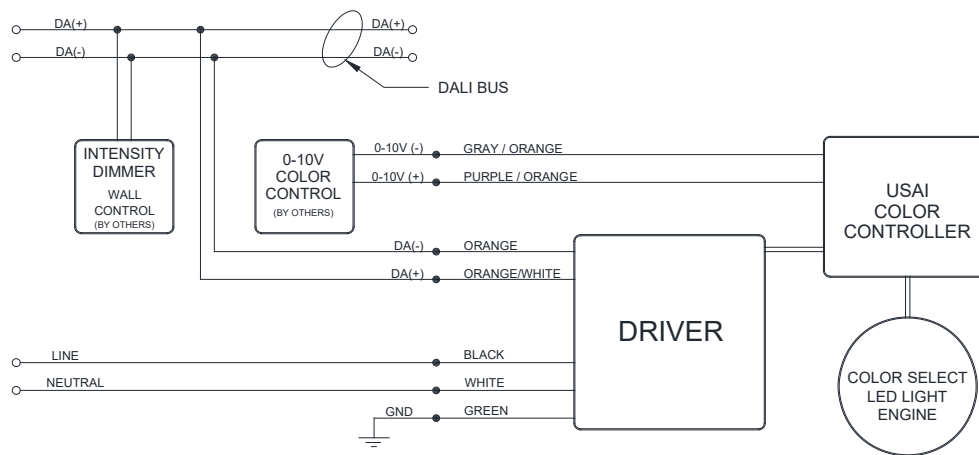 DA(+)
DA(+)
DA(-)
DA(-)
DALI BUS
INTENSITY
DIMMER
WALL
CONTROL
(BY OTHERS)
0-10V
COLOR
CONTROL
(BY OTHERS)
0-10V (-)
GRAY / ORANGE
0-10V (+)
PURPLE / ORANGE
USAI
COLOR
CONTROLLER
DA(-)
ORANGE
DA(+)
ORANGE/WHITE
DRIVER
LINE
BLACK
NEUTRAL
WHITE
GND
GREEN
COLOR SELECT
LED LIGHT
ENGINE